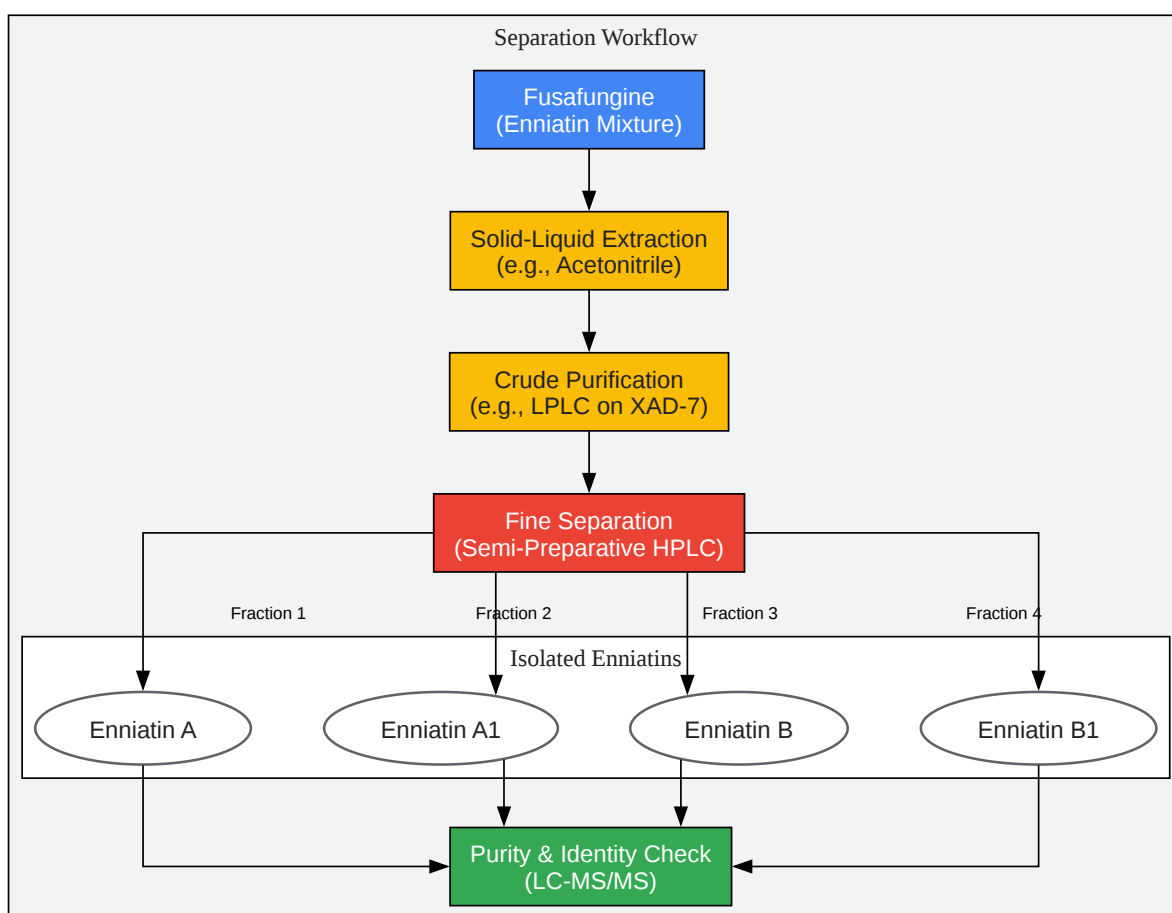 Separation Workflow
Fusafungine
(Enniatin Mixture)
Solid-Liquid Extraction
(e.g., Acetonitrile)
Crude Purification
(e.g., LPLC on XAD-7)
Fine Separation
(Semi-Preparative HPLC)
Fraction 1
Fraction 2
Fraction 3
Fraction 4
Isolated Enniatins
Enniatin A
Enniatin A1
Enniatin B
Enniatin B1
Purity & Identity Check
(LC-MS/MS)